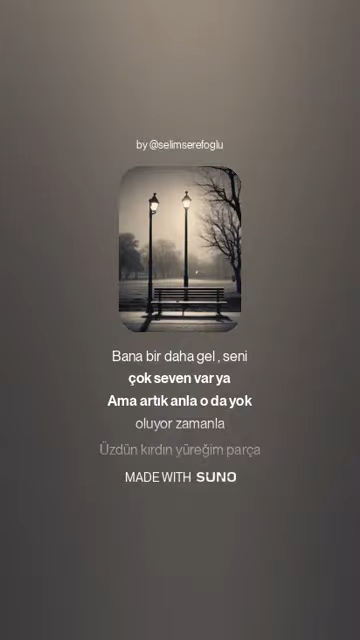 by @selimserefoglu
Bana bir daha gel , seni
çok seven var ya
Ama artık anla o da yok
oluyor zamanla
Üzdün kırdın yüreğim parça
MADE WITH SUNO